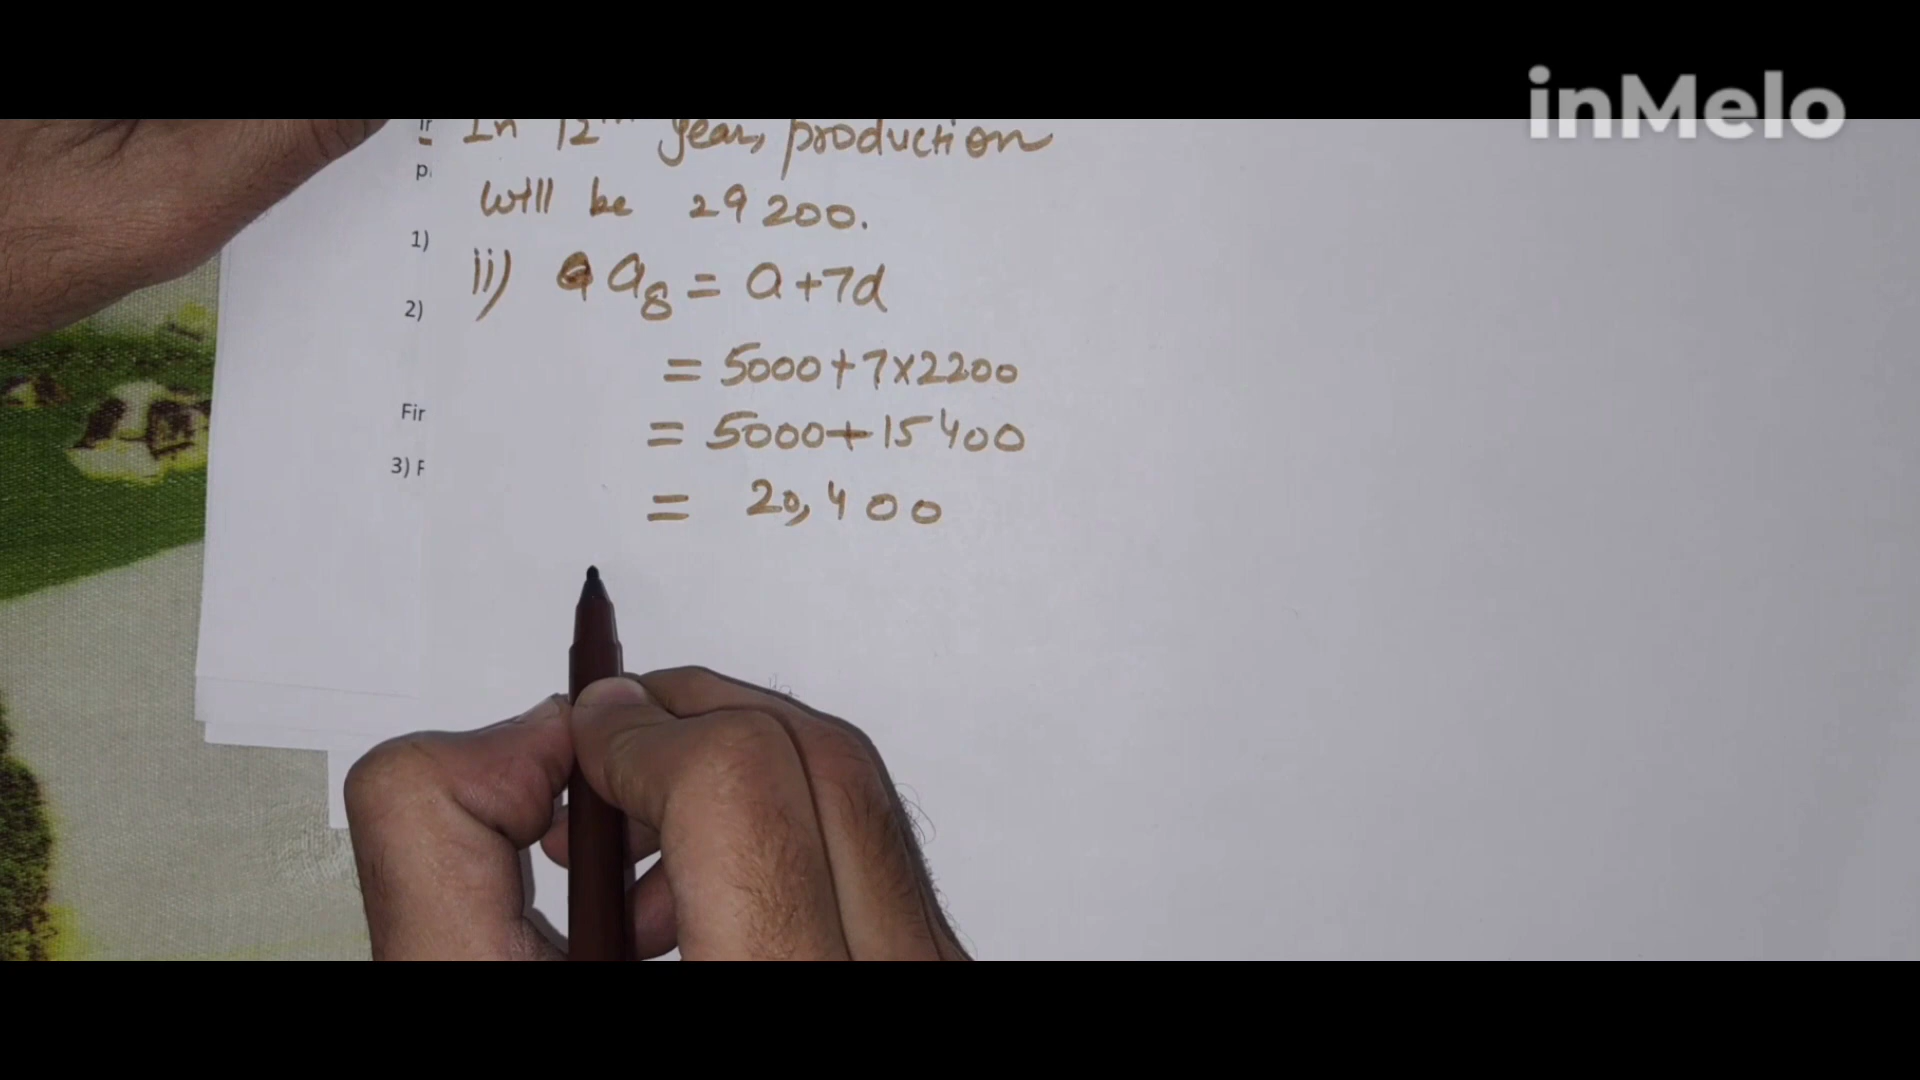 inMelo
In 12th year, production
p
will be 29200.
1)
ii) a8 = a+7d
2)
= 5000+7×2200
Fir
= 5000+15400
3) F
= 20,400